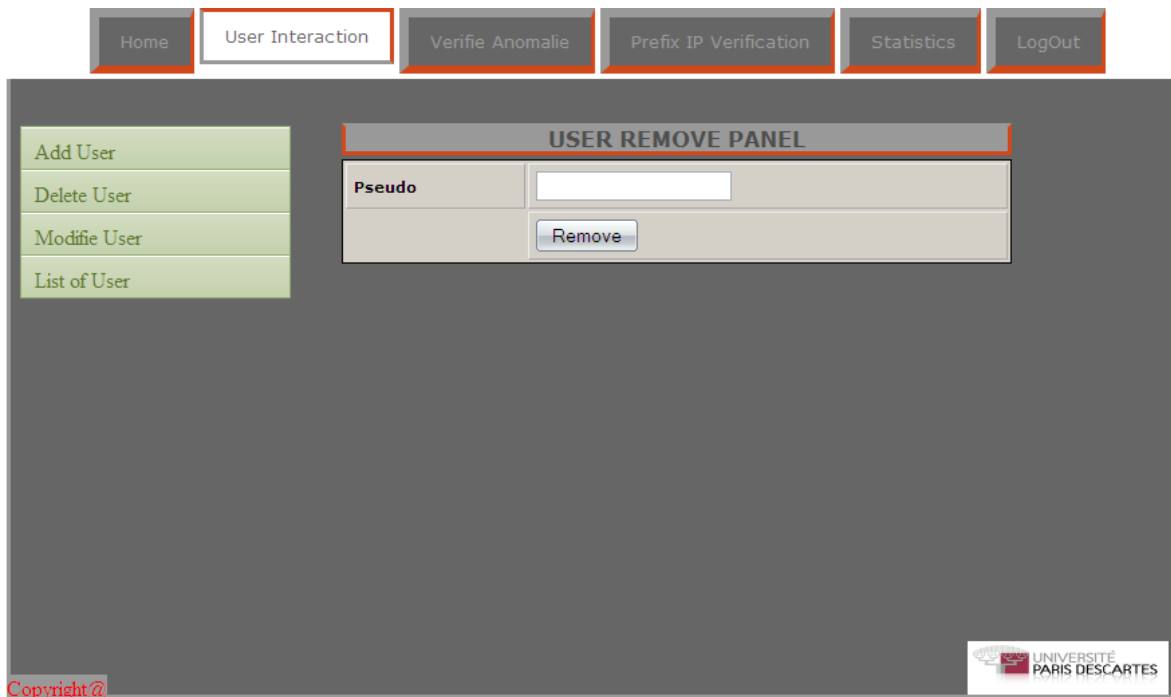 Home
User Interaction
Verifie Anomalie
Prefix IP Verification
Statistics
LogOut
Add User
Delete User
Modifie User
List of User
USER REMOVE PANEL
Pseudo
Remove
UNIVERSITÉ
PARIS DESCARTES
Copyright@